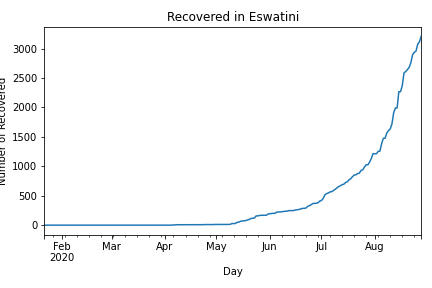 Recovered in Eswatini
Number of Recovered
3000
2500
2000
1500
1000
500
0
Feb Mar Apr May Jun Jul Aug
2020
Day